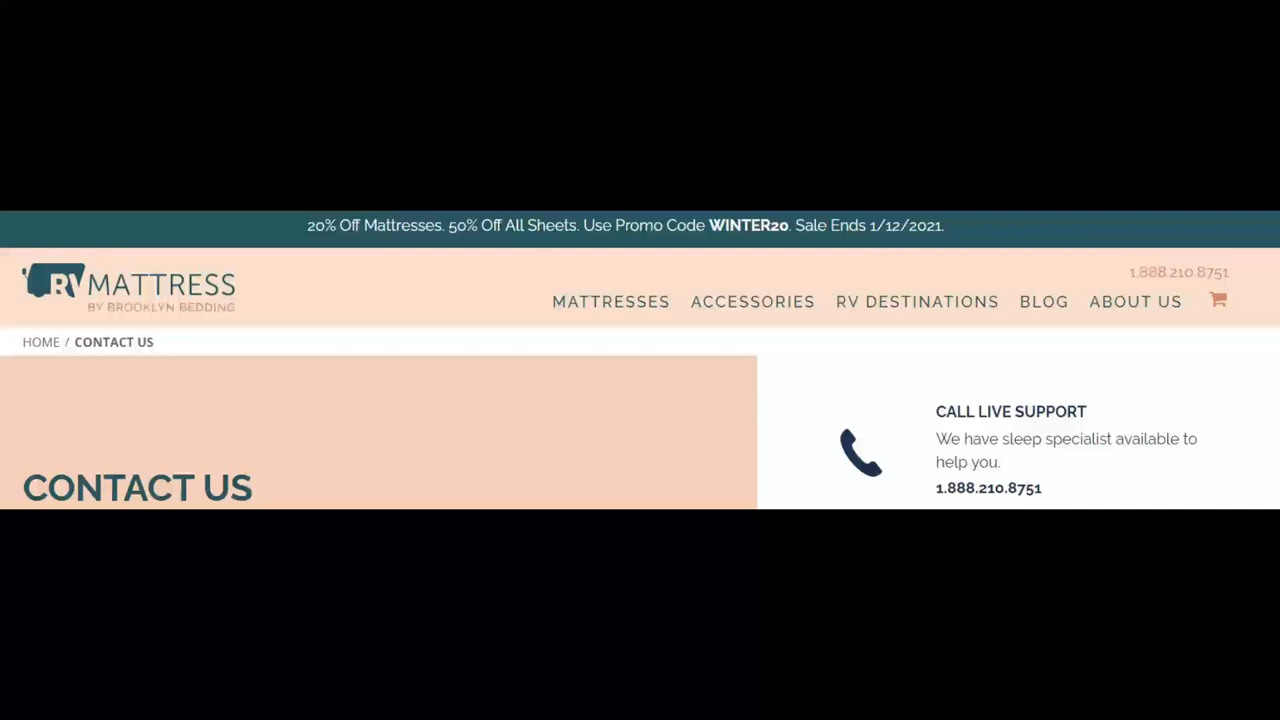 20% Off Mattresses. 50% Off All Sheets. Use Promo Code WINTER20. Sale Ends 1/12/2021.
RV MATTRESS
BY BROOKLYN BEDDING
1.888.210 8751
MATTRESSES ACCESSORIES RV DESTINATIONS BLOG ABOUT US
HOME / CONTACT US
CONTACT US
CALL LIVE SUPPORT
We have sleep specialist available to
help you.
1.888.210.8751